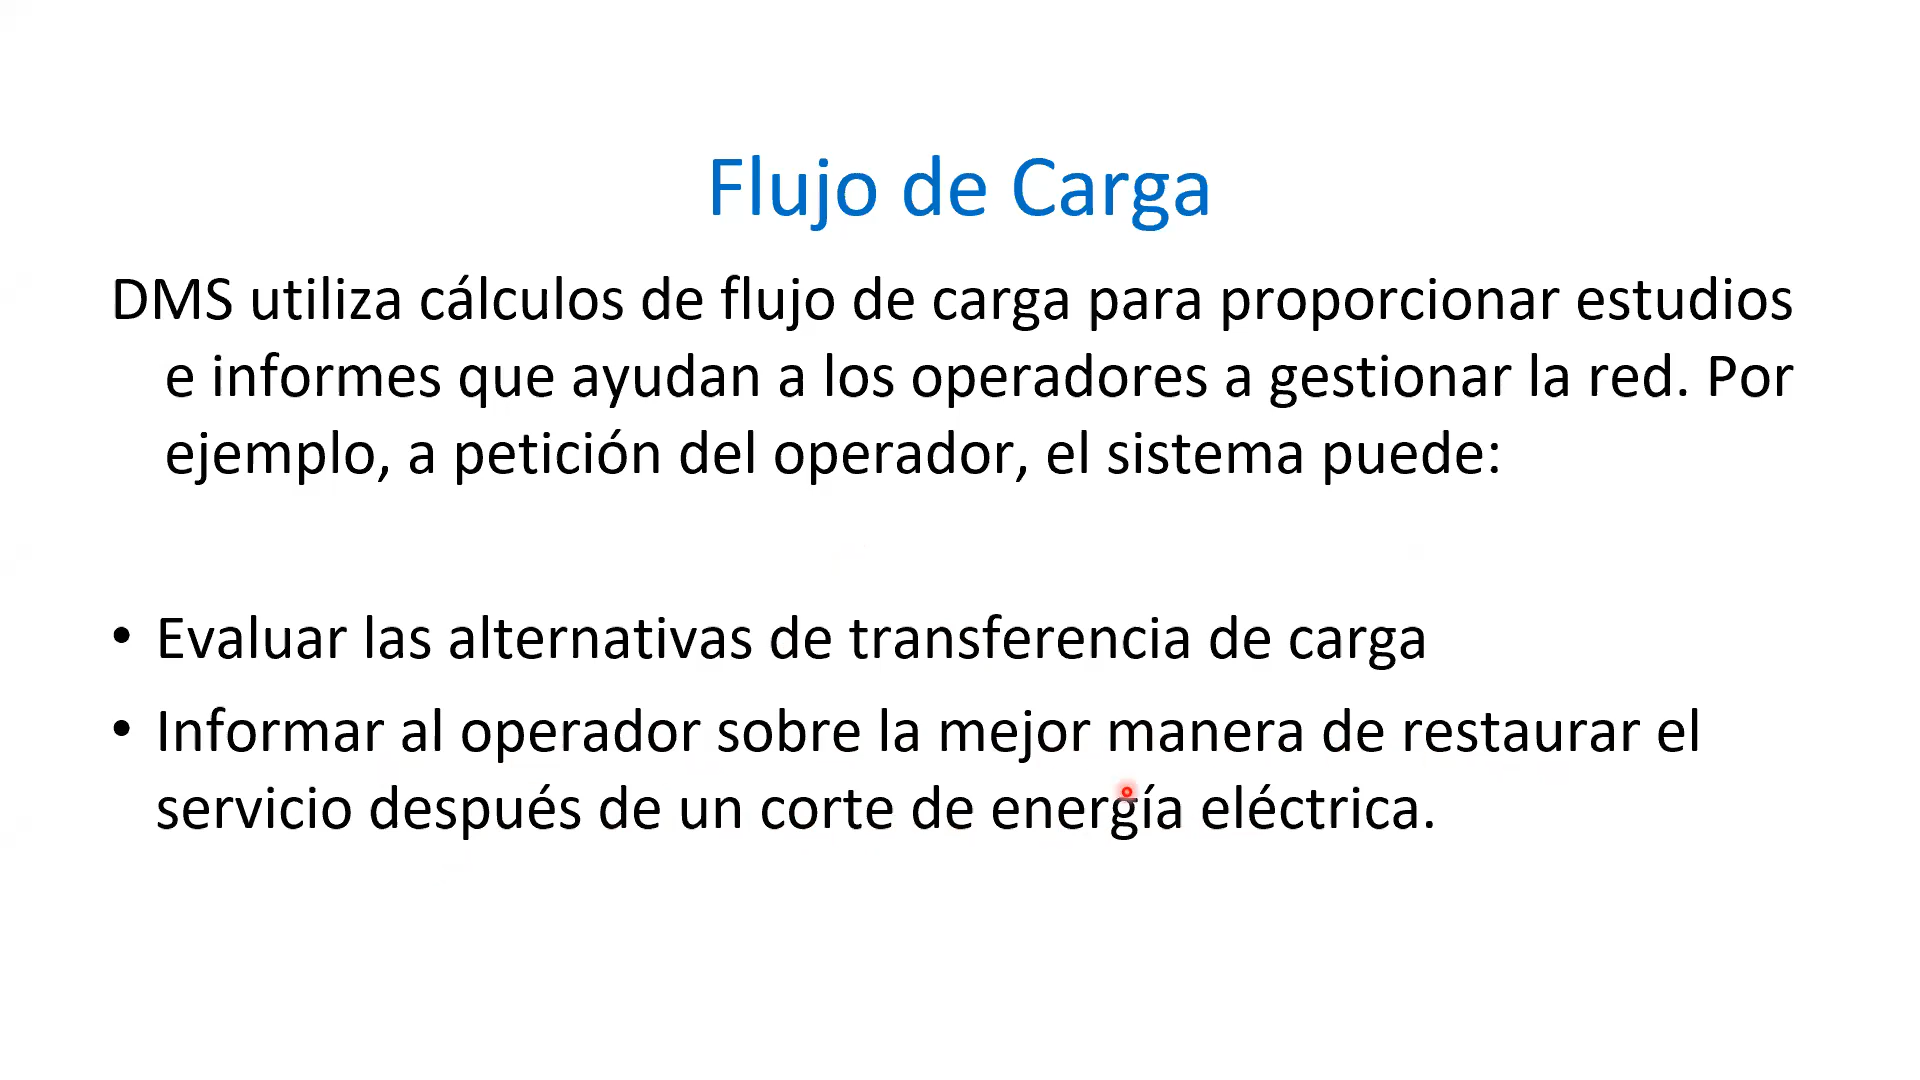 Flujo de Carga
DMS utiliza cálculos de flujo de carga para proporcionar estudios
e informes que ayudan a los operadores a gestionar la red. Por
ejemplo, a petición del operador, el sistema puede:
• Evaluar las alternativas de transferencia de carga
• Informar al operador sobre la mejor manera de restaurar el
servicio después de un corte de energía eléctrica.